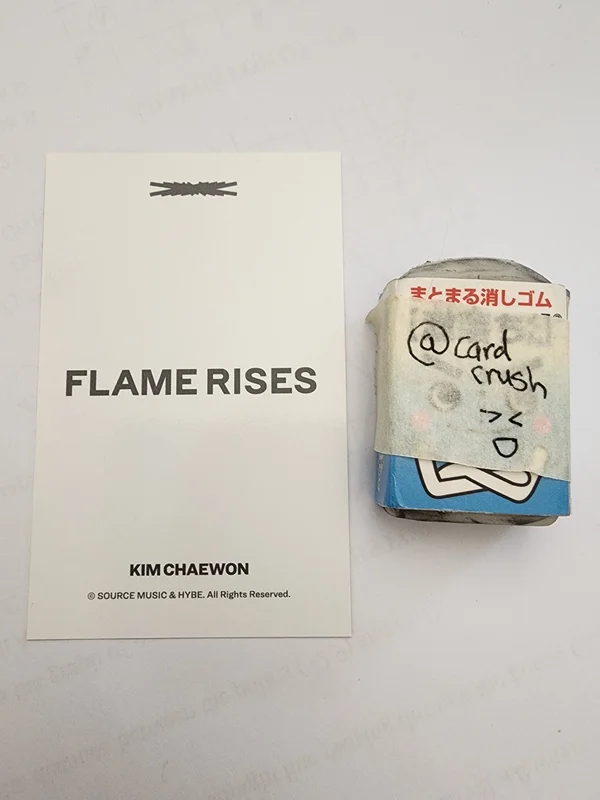 FLAME RISES
KIM CHAEWON
© SOURCE MUSIC & HYBE. All Rights Reserved.
まとまる消しゴム
@card
crush
><